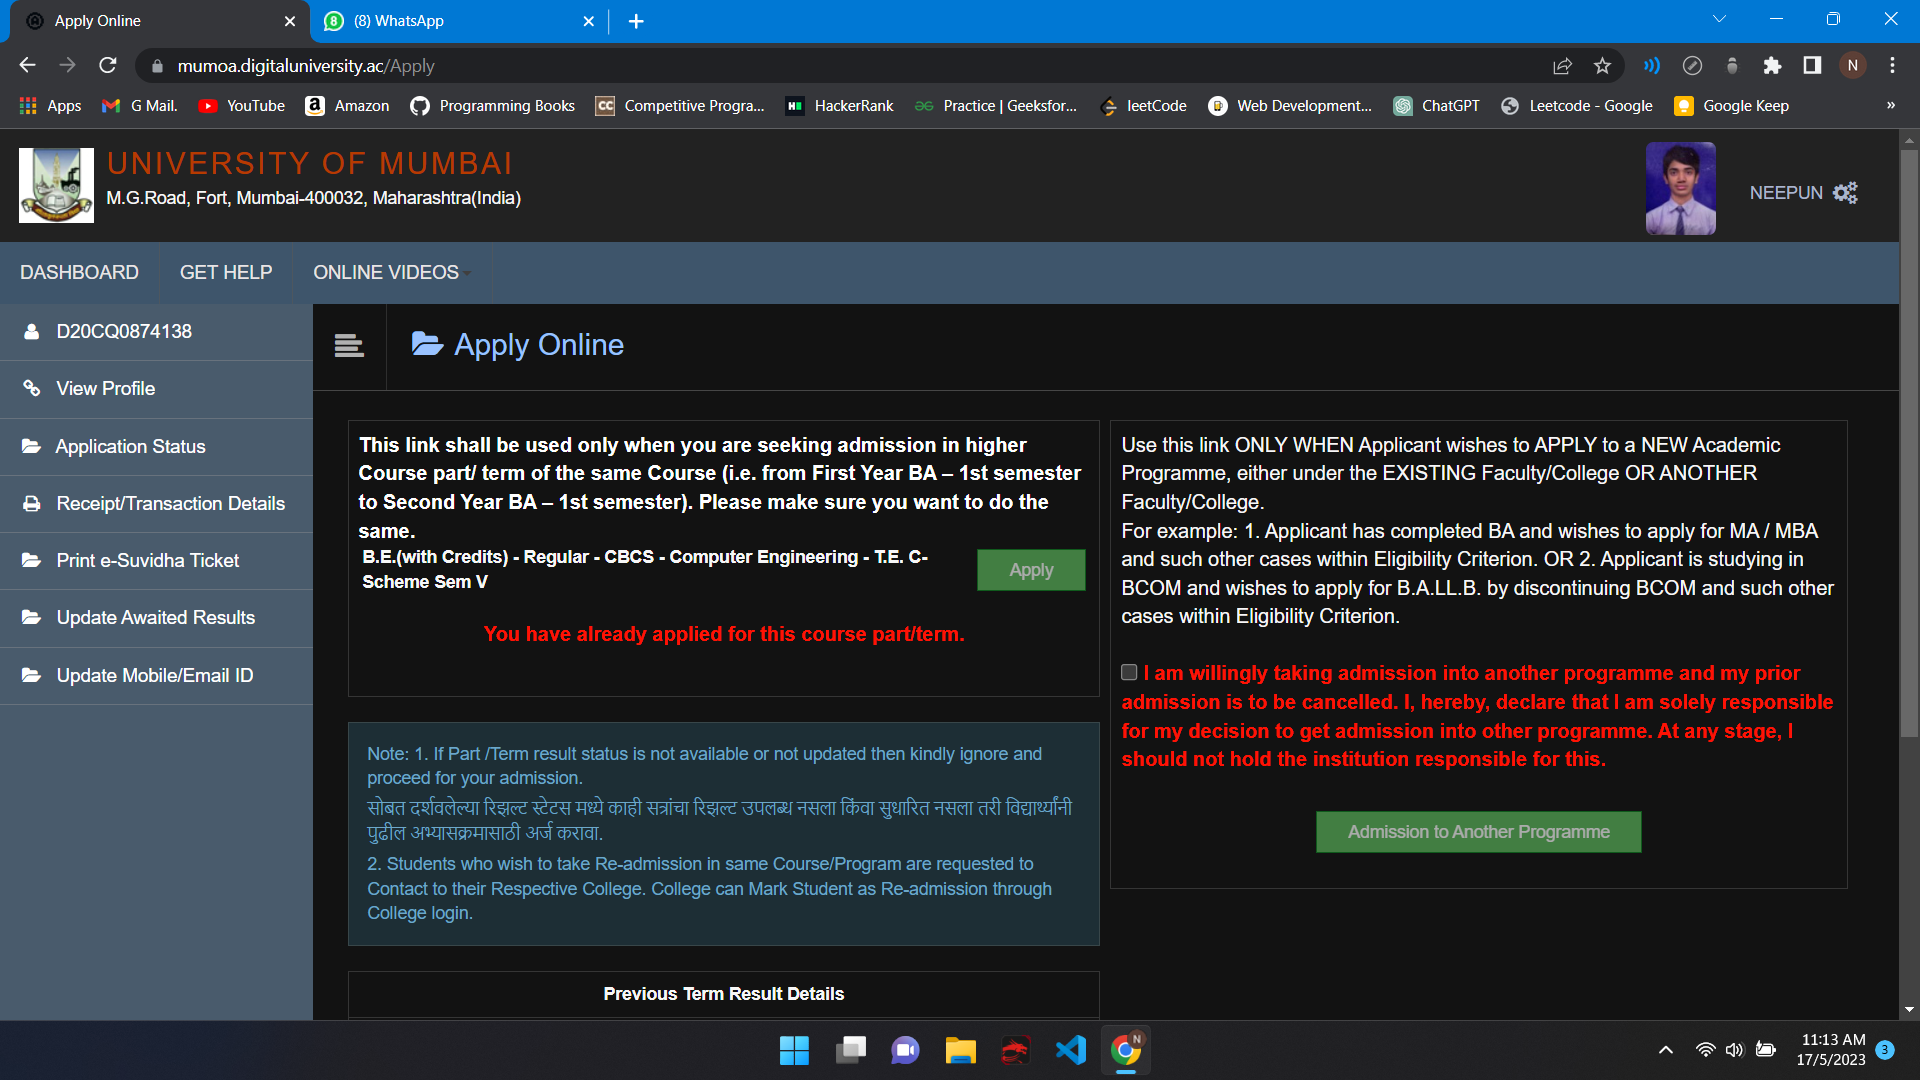 Apply Online
(8) WhatsApp
mumoa.digitaluniversity.ac/Apply
N
Apps
G Mail.
YouTube
Amazon
Programming Books
Competitive Progra...
HackerRank
Practice | Geeksfor...
leetCode
Web Development...
ChatGPT
Leetcode - Google
Google Keep
UNIVERSITY OF MUMBAI
M.G.Road, Fort, Mumbai-400032, Maharashtra(India)
NEEPUN
DASHBOARD
GET HELP
ONLINE VIDEOS
D20CQ0874138
View Profile
Application Status
Receipt/Transaction Details
Print e-Suvidha Ticket
Update Awaited Results
Update Mobile/Email ID
Apply Online
This link shall be used only when you are seeking admission in higher
Course part/ term of the same Course (i.e. from First Year BA – 1st semester
to Second Year BA – 1st semester). Please make sure you want to do the
same.
B.E.(with Credits) - Regular - CBCS - Computer Engineering - T.E. C-
Scheme Sem V
Apply
You have already applied for this course part/term.
Note: 1. If Part /Term result status is not available or not updated then kindly ignore and
proceed for your admission.
सोबत दर्शवलेल्या रिझल्ट स्टेटस मध्ये काही सत्रांचा रिझल्ट उपलब्ध नसला किंवा सुधारित नसला तरी विद्यार्थ्यांनी
पुढील अभ्यासक्रमासाठी अर्ज करावा.
2. Students who wish to take Re-admission in same Course/Program are requested to
Contact to their Respective College. College can Mark Student as Re-admission through
College login.
Previous Term Result Details
Use this link ONLY WHEN Applicant wishes to APPLY to a NEW Academic
Programme, either under the EXISTING Faculty/College OR ANOTHER
Faculty/College.
For example: 1. Applicant has completed BA and wishes to apply for MA / MBA
and such other cases within Eligibility Criterion. OR 2. Applicant is studying in
BCOM and wishes to apply for B.A.LL.B. by discontinuing BCOM and such other
cases within Eligibility Criterion.
I am willingly taking admission into another programme and my prior
admission is to be cancelled. I, hereby, declare that I am solely responsible
for my decision to get admission into other programme. At any stage, I
should not hold the institution responsible for this.
Admission to Another Programme
N
11:13 AM
17/5/2023
3